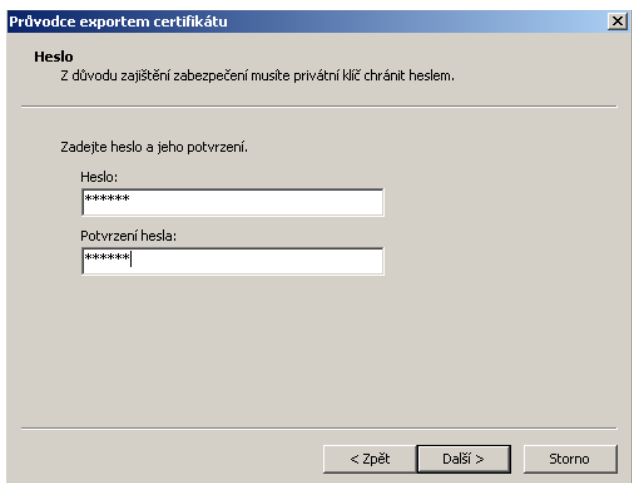 Průvodce exportem certifikátu
Heslo
Z důvodu zajištění zabezpečení musíte privátní klíč chránit heslem.
Zadejte heslo a jeho potvrzení.
Heslo:
******
Potvrzení hesla:
******
< Zpět
Další >
Storno